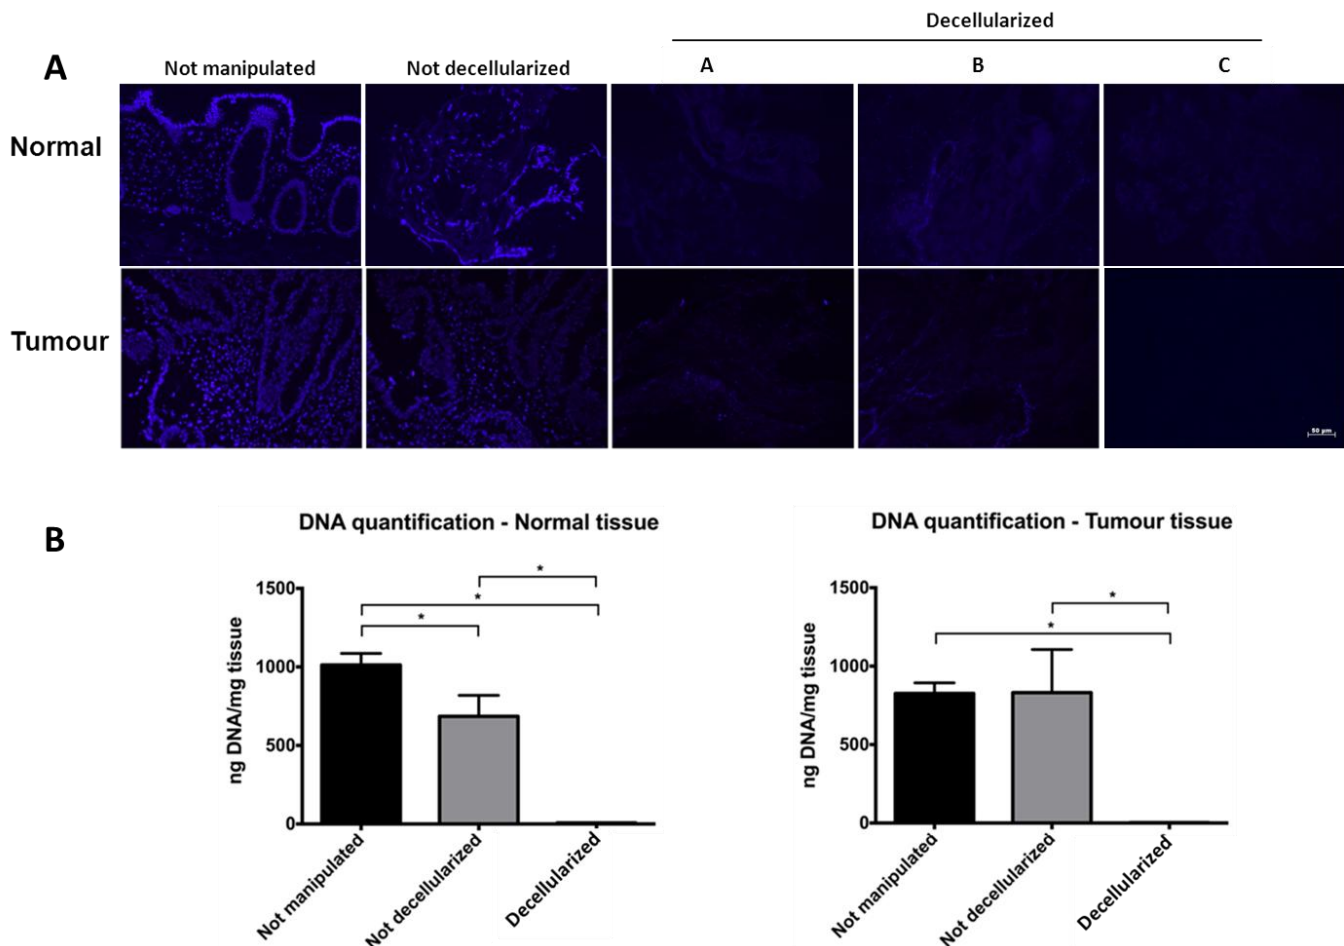 Decellularized
A
Not manipulated
Not decellularized
A
B
C
Normal
Tumour
50 µm
B
DNA quantification - Normal tissue
*
*
*
1500
1000
500
0
ng DNA/mg tissue
Not manipulated
Not decellularized
Decellularized
DNA quantification - Tumour tissue
*
*
1500
1000
500
0
ng DNA/mg tissue
Not manipulated
Not decellularized
Decellularized